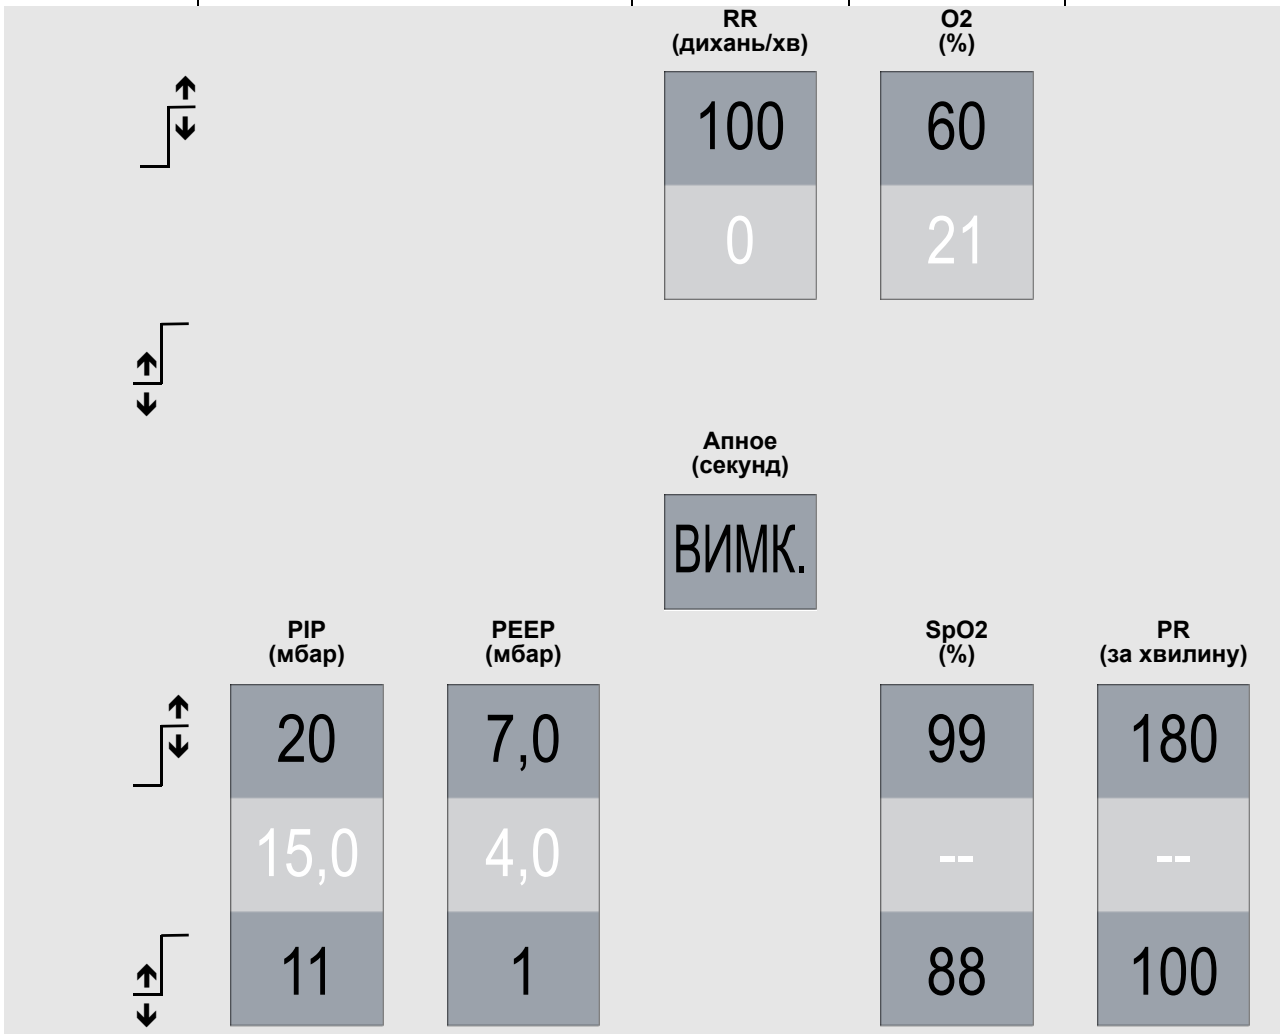 RR
(дихань/хв)
O2
(%)
100
60
0
21
Апное
(секунд)
ВИМК.
PIP
(мбар)
PEEP
(мбар)
SpO2
(%)
PR
(за хвилину)
20
7,0
99
180
15,0
4,0
--
--
11
1
88
100